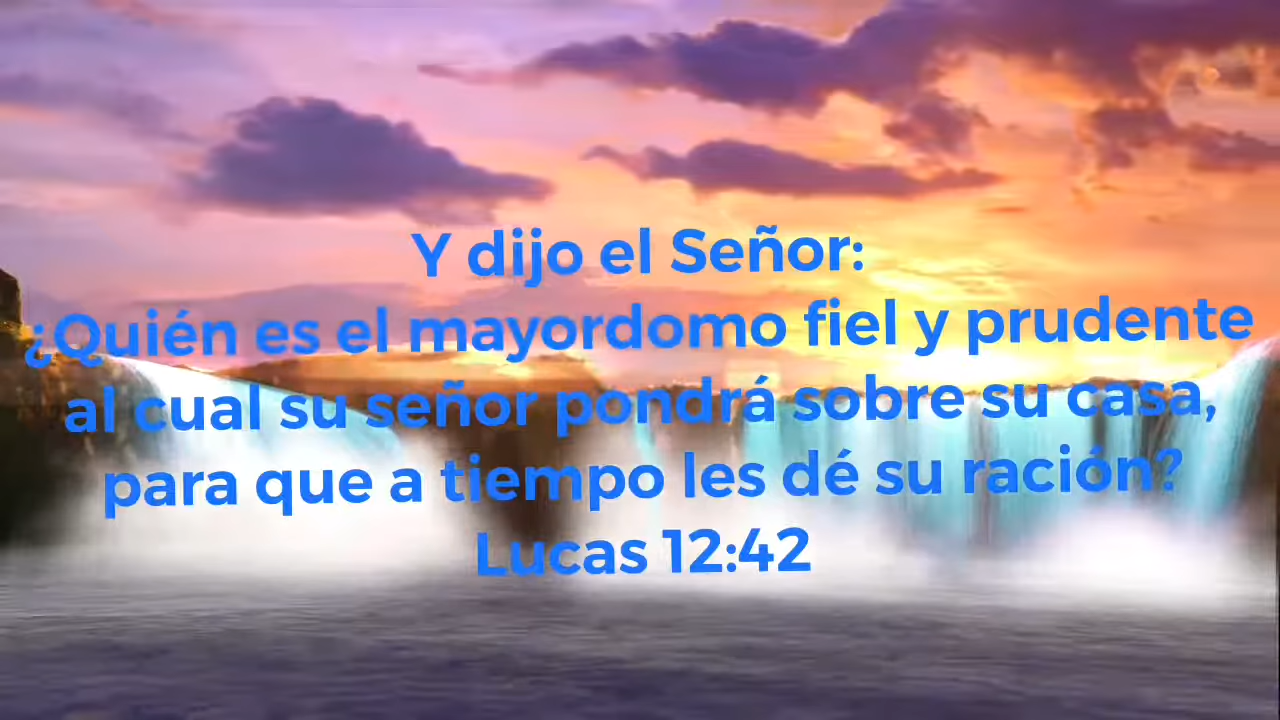 Y dijo el Señor:
¿Quién es el mayordomo fiel y prudente
al cual su señor pondrá sobre su casa,
para que a tiempo les dé su ración?
Lucas 12:42